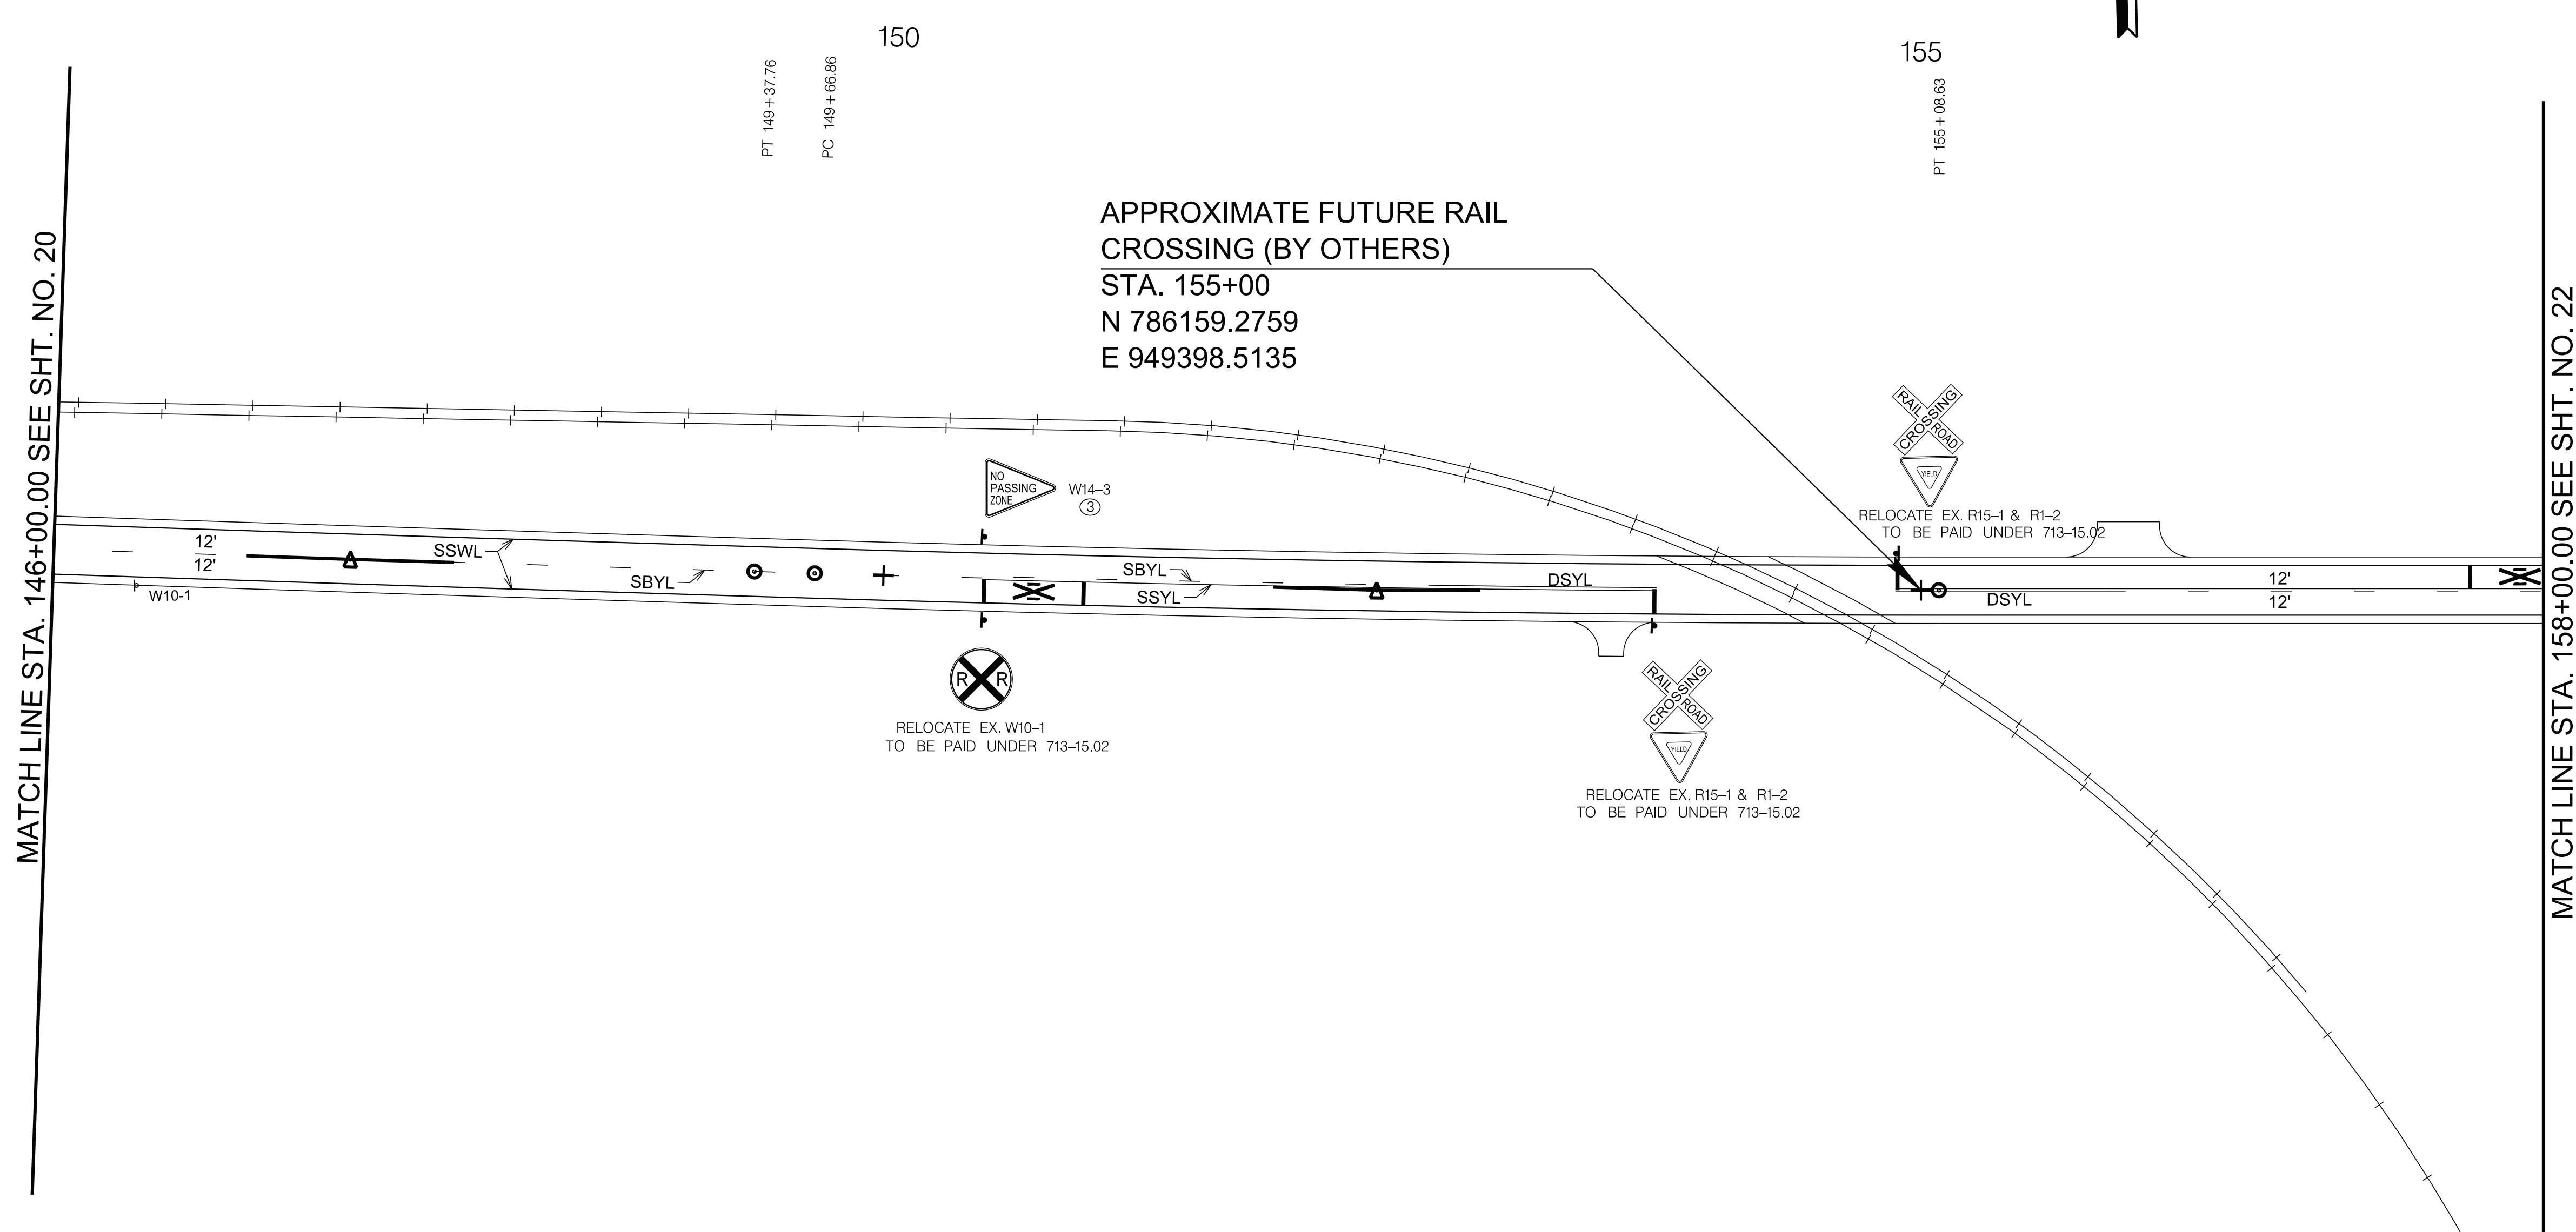 150
155
PT 149+37.76
PC 149+66.86
PT 155+08.63
MATCH LINE STA. 146+00.00 SEE SHT. NO. 20
APPROXIMATE FUTURE RAIL
CROSSING (BY OTHERS)
STA. 155+00
N 786159.2759
E 949398.5135
NO
PASSING
ZONE
W14-3
3
RAIL ROAD
CROSSING
YIELD
RELOCATE EX. R15-1 & R1-2
TO BE PAID UNDER 713-15.02
12'
12'
SSWL
SBYL
W10-1
SBYL
SSYL
DSYL
DSYL
12'
12'
R R
RELOCATE EX. W10-1
TO BE PAID UNDER 713-15.02
RAIL ROAD
CROSSING
YIELD
RELOCATE EX. R15-1 & R1-2
TO BE PAID UNDER 713-15.02
MATCH LINE STA. 158+00.00 SEE SHT. NO. 22